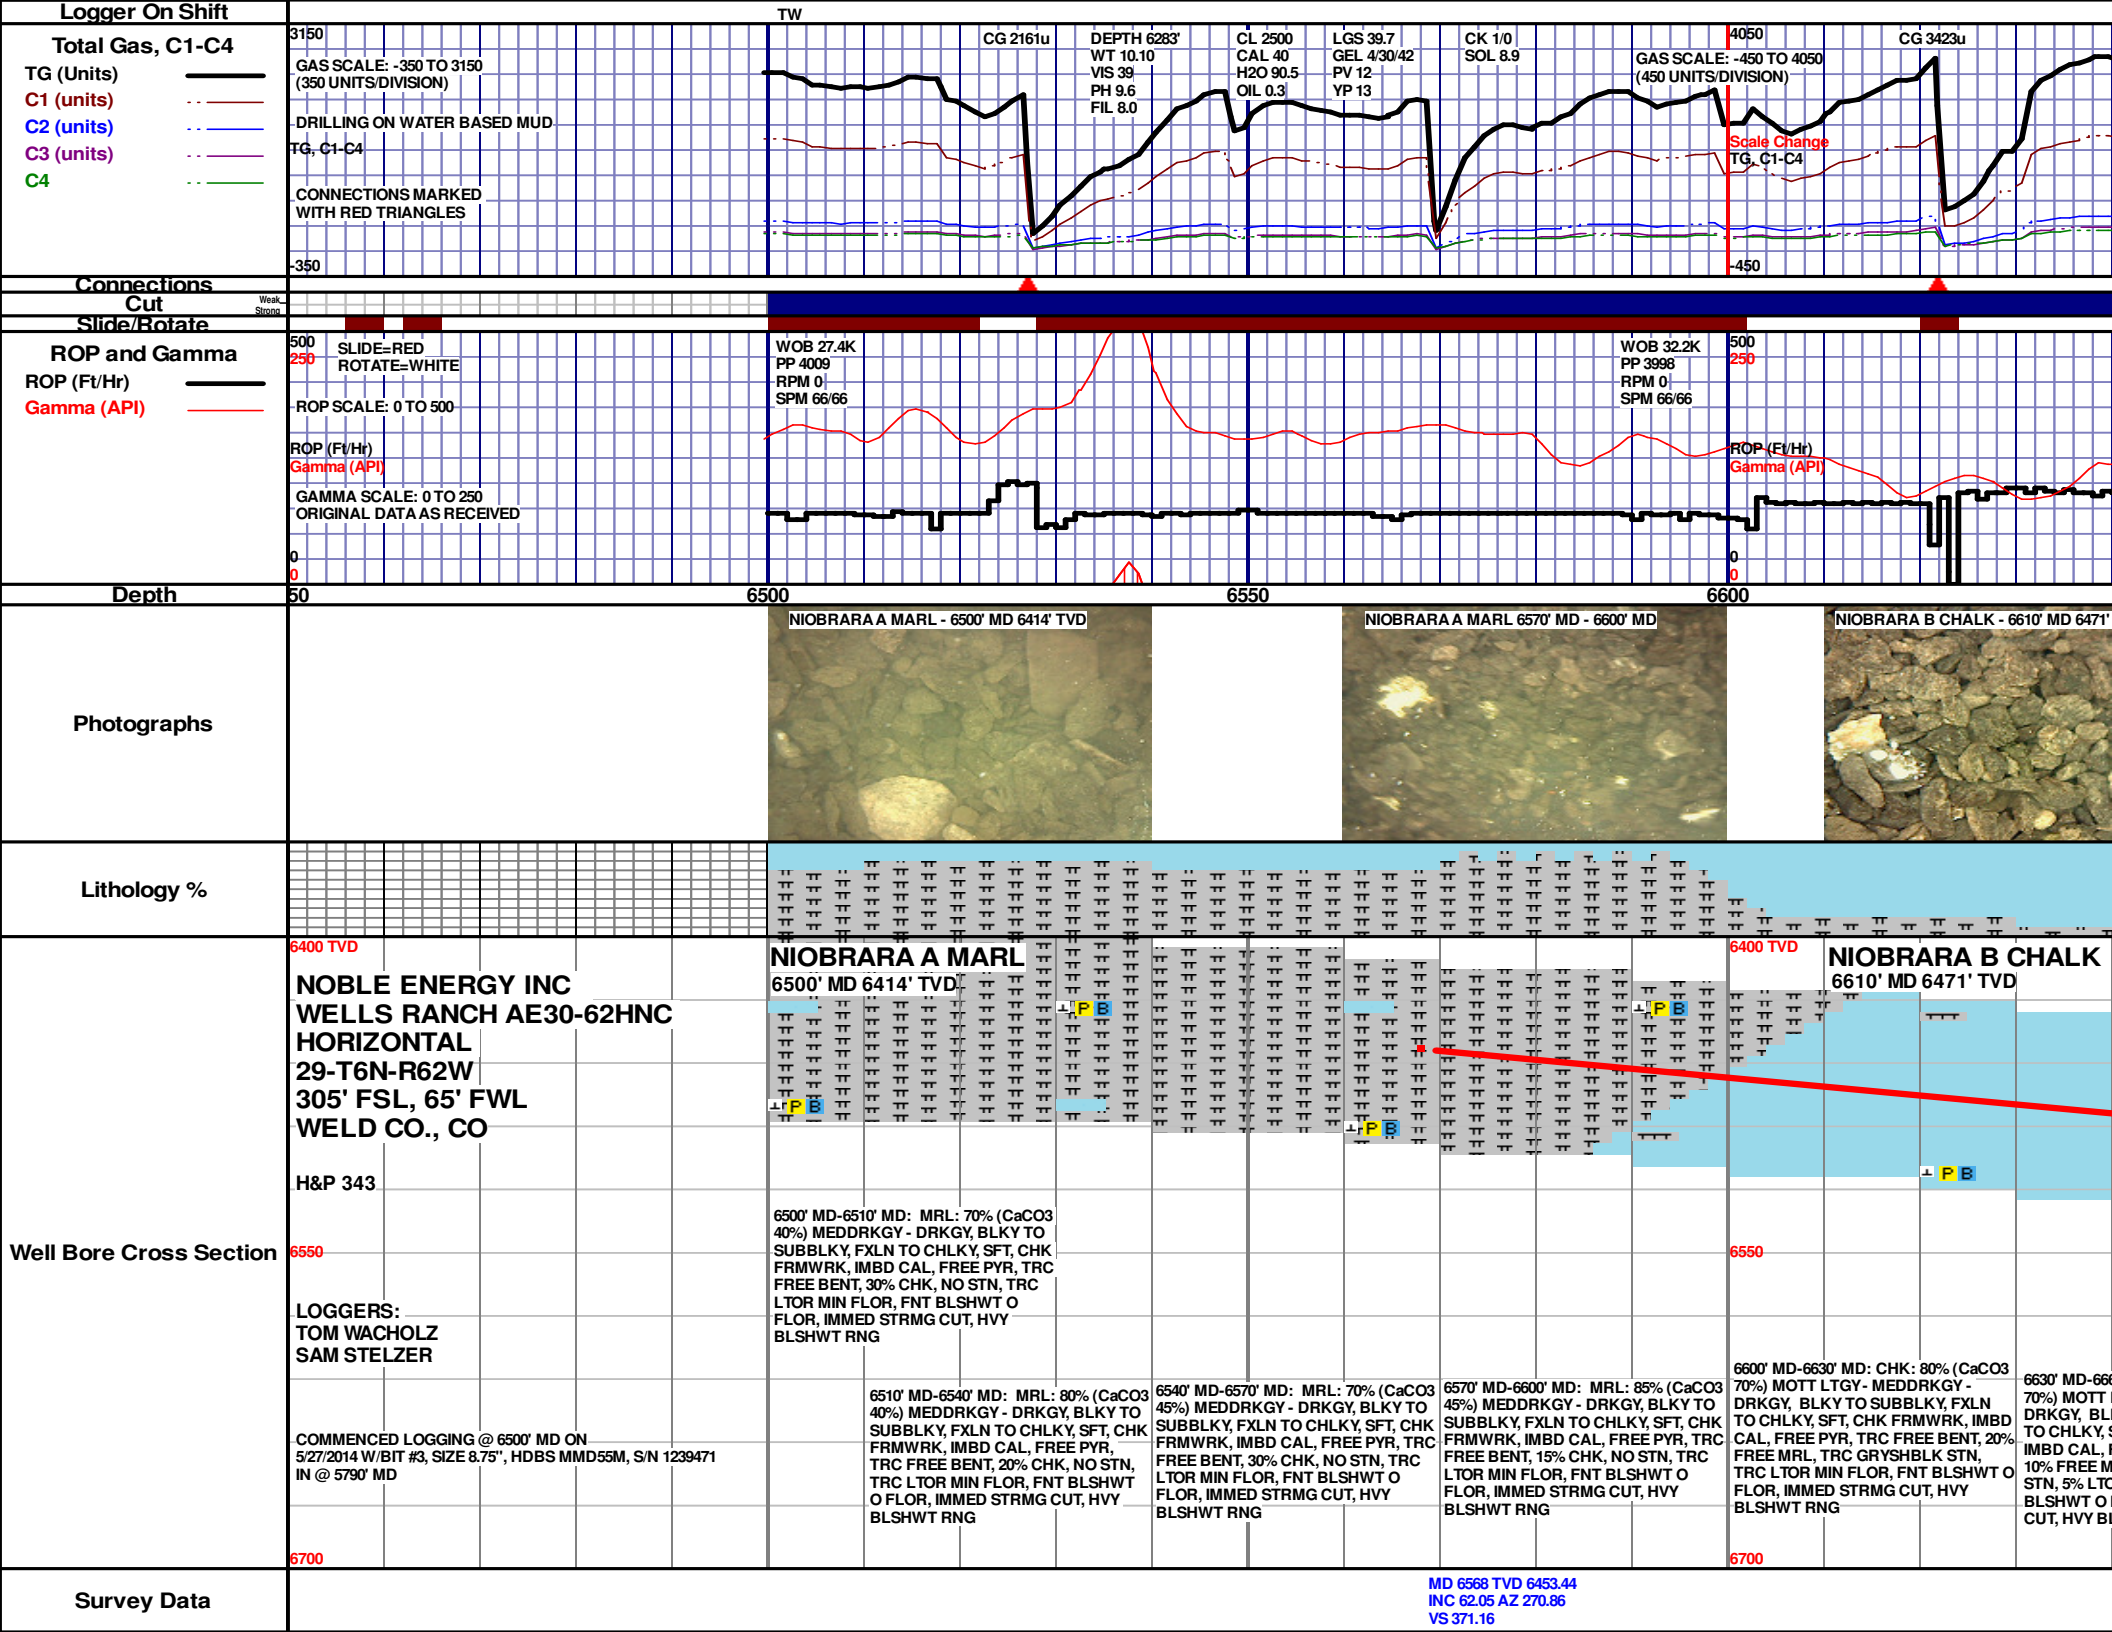 Logger On Shift
TW
Total Gas, C1-C4
TG (Units)
C1 (units)
C2 (units)
C3 (units)
C4
3150
GAS SCALE: -350 TO 3150
(350 UNITS/DIVISION)
DRILLING ON WATER BASED MUD
TG, C1-C4
CONNECTIONS MARKED
WITH RED TRIANGLES
-350
CG 2161u
DEPTH 6283'
WT 10.10
VIS 39
PH 9.6
FIL 8.0
CL 2500
CAL 40
H2O 90.5
OIL 0.3
LGS 39.7
GEL 4/30/42
PV 12
YP 13
CK 1/0
SOL 8.9
4050
GAS SCALE: -450 TO 4050
(450 UNITS/DIVISION)
Scale Change
TG, C1-C4
-450
CG 3423u
Connections
Cut
Weak
Strong
Slide/Rotate
ROP and Gamma
ROP (Ft/Hr)
Gamma (API)
500
250
SLIDE=RED
ROTATE=WHITE
ROP SCALE: 0 TO 500
ROP (Ft/Hr)
Gamma (API)
GAMMA SCALE: 0 TO 250
ORIGINAL DATA AS RECEIVED
0
0
WOB 27.4K
PP 4009
RPM 0
SPM 66/66
WOB 32.2K
PP 3998
RPM 0
SPM 66/66
500
250
ROP (Ft/Hr)
Gamma (API)
0
0
Depth
50
6500
6550
6600
Photographs
NIOBRARA A MARL - 6500' MD 6414' TVD
NIOBRARA A MARL 6570' MD - 6600' MD
NIOBRARA B CHALK - 6610' MD 6471'
Lithology %
Well Bore Cross Section
6400 TVD
NOBLE ENERGY INC
WELLS RANCH AE30-62HNC
HORIZONTAL
29-T6N-R62W
305' FSL, 65' FWL
WELD CO., CO
H&P 343
6550
LOGGERS:
TOM WACHOLZ
SAM STELZER
COMMENCED LOGGING @ 6500' MD ON
5/27/2014 W/BIT #3, SIZE 8.75", HDBS MMD55M, S/N 1239471
IN @ 5790' MD
6700
NIOBRARA A MARL
6500' MD 6414' TVD
P B
P B
P B
P B
P B
6400 TVD
NIOBRARA B CHALK
6610' MD 6471' TVD
6550
6700
6500' MD-6510' MD: MRL: 70% (CaCO3
40%) MEDDRKGY - DRKGY, BLKY TO
SUBBLKY, FXLN TO CHLKY, SFT, CHK
FRMWRK, IMBD CAL, FREE PYR, TRC
FREE BENT, 30% CHK, NO STN, TRC
LTOR MIN FLOR, FNT BLSHWT O
FLOR, IMMED STRMG CUT, HVY
BLSHWT RNG
6510' MD-6540' MD: MRL: 80% (CaCO3
40%) MEDDRKGY - DRKGY, BLKY TO
SUBBLKY, FXLN TO CHLKY, SFT, CHK
FRMWRK, IMBD CAL, FREE PYR,
TRC FREE BENT, 20% CHK, NO STN,
TRC LTOR MIN FLOR, FNT BLSHWT
O FLOR, IMMED STRMG CUT, HVY
BLSHWT RNG
6540' MD-6570' MD: MRL: 70% (CaCO3
45%) MEDDRKGY - DRKGY, BLKY TO
SUBBLKY, FXLN TO CHLKY, SFT, CHK
FRMWRK, IMBD CAL, FREE PYR, TRC
FREE BENT, 30% CHK, NO STN, TRC
LTOR MIN FLOR, FNT BLSHWT O
FLOR, IMMED STRMG CUT, HVY
BLSHWT RNG
6570' MD-6600' MD: MRL: 85% (CaCO3
45%) MEDDRKGY - DRKGY, BLKY TO
SUBBLKY, FXLN TO CHLKY, SFT, CHK
FRMWRK, IMBD CAL, FREE PYR, TRC
FREE BENT, 15% CHK, NO STN, TRC
LTOR MIN FLOR, FNT BLSHWT O
FLOR, IMMED STRMG CUT, HVY
BLSHWT RNG
6600' MD-6630' MD: CHK: 80% (CaCO3
70%) MOTT LTGY - MEDDRKGY -
DRKGY, BLKY TO SUBBLKY, FXLN
TO CHLKY, SFT, CHK FRMWRK, IMBD
CAL, FREE PYR, TRC FREE BENT, 20%
FREE MRL, TRC GRYSHBLK STN,
TRC LTOR MIN FLOR, FNT BLSHWT O
FLOR, IMMED STRMG CUT, HVY
BLSHWT RNG
6630' MD-666
70%) MOTT
DRKGY, BL
TO CHLKY, S
IMBD CAL, F
10% FREE M
STN, 5% LTO
BLSHWT O
CUT, HVY BL
Survey Data
MD 6568 TVD 6453.44
INC 62.05 AZ 270.86
VS 371.16